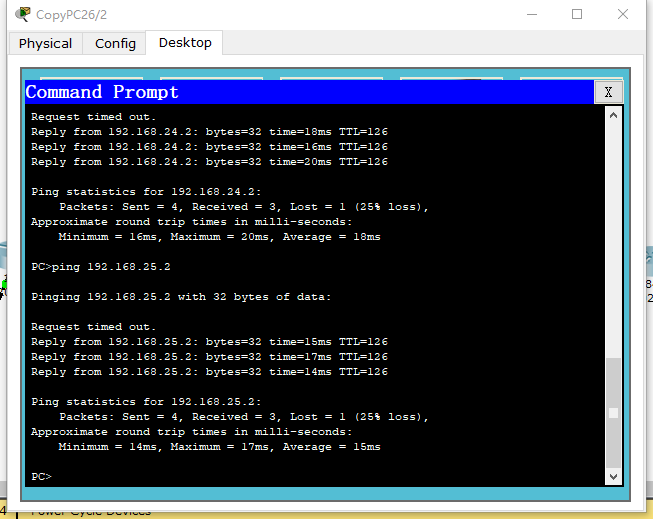 CopyPC26/2
Physical Config Desktop
Command Prompt X
Request timed out.
Reply from 192.168.24.2: bytes=32 time=18ms TTL=126
Reply from 192.168.24.2: bytes=32 time=16ms TTL=126
Reply from 192.168.24.2: bytes=32 time=20ms TTL=126
Ping statistics for 192.168.24.2:
Packets: Sent = 4, Received = 3, Lost = 1 (25% loss),
Approximate round trip times in milli-seconds:
Minimum = 16ms, Maximum = 20ms, Average = 18ms
PC>ping 192.168.25.2
Pinging 192.168.25.2 with 32 bytes of data:
Request timed out.
Reply from 192.168.25.2: bytes=32 time=15ms TTL=126
Reply from 192.168.25.2: bytes=32 time=17ms TTL=126
Reply from 192.168.25.2: bytes=32 time=14ms TTL=126
Ping statistics for 192.168.25.2:
Packets: Sent = 4, Received = 3, Lost = 1 (25% loss),
Approximate round trip times in milli-seconds:
Minimum = 14ms, Maximum = 17ms, Average = 15ms
PC>
4 Power Cycle Devices